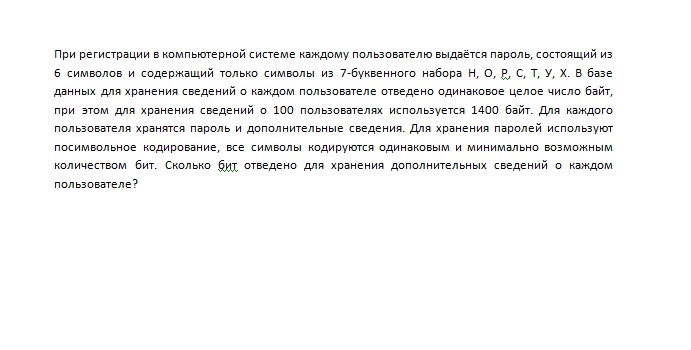 При регистрации в компьютерной системе каждому пользователю выдаётся пароль, состоящий из
6 символов и содержащий только символы из 7-буквенного набора Н, О, Р, С, Т, У, Х. В базе
данных для хранения сведений о каждом пользователе отведено одинаковое целое число байт,
при этом для хранения сведений о 100 пользователях используется 1400 байт. Для каждого
пользователя хранятся пароль и дополнительные сведения. Для хранения паролей используют
посимвольное кодирование, все символы кодируются одинаковым и минимально возможным
количеством бит. Сколько бит отведено для хранения дополнительных сведений о каждом
пользователе?